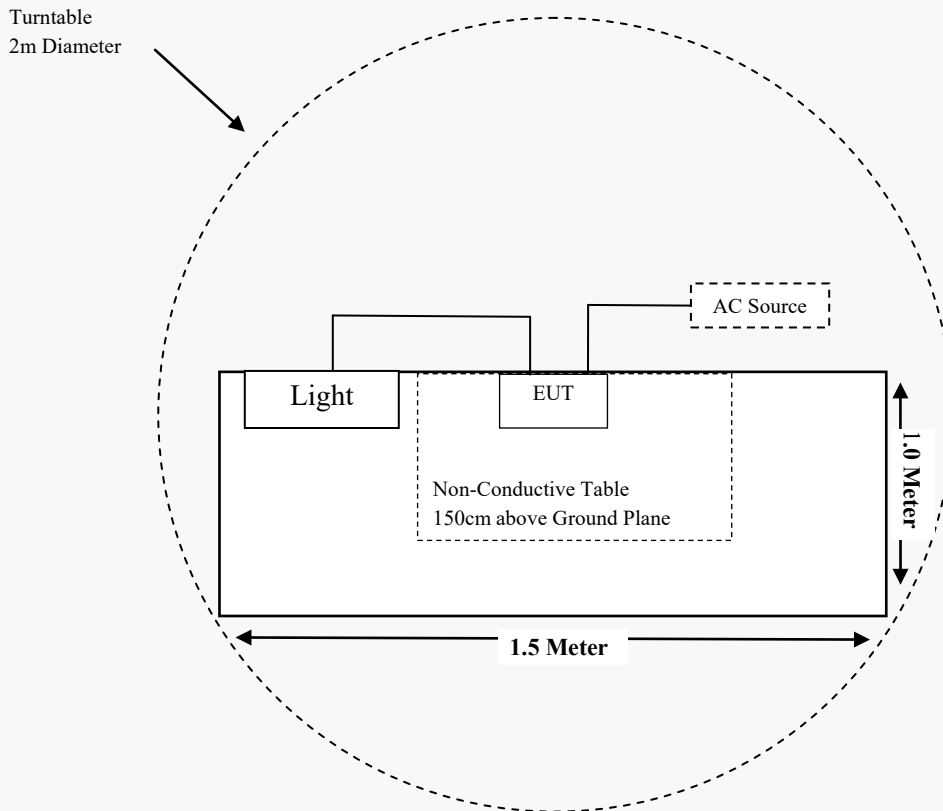 Turntable
2m Diameter
AC Source
Light
EUT
1.0 Meter
Non-Conductive Table
150cm above Ground Plane
1.5 Meter